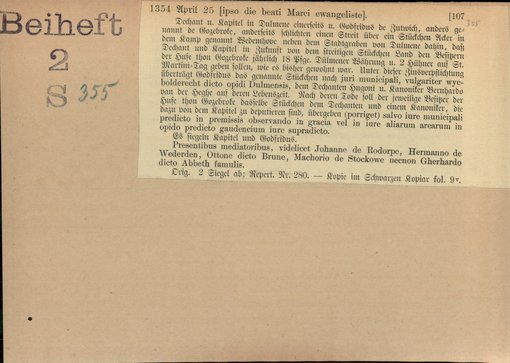 Beiheft
2
S 355
1354 April 25 [ipso die beati Marci ewangeliste]. [107
355
Dechant u. Kapitel in Dulmene einerseits u. Godfridus de Zutwich, anders ge-
nannt de Gogebroke, anderseits schlichten einen Streit über ein Stückchen Acker in
dem Kamp genannt Wedemhove neben dem Stadtgraben von Dulmene dahin, daß
Dechant und Kapitel in Zukunft von dem streitigen Stückchen Land den Besitzern
der Hufe thon Gogebroke jährlich 18 Pfge. Dülmener Währung u. 2 Hühner auf St.
Martini-Tag geben sollen, wie es bisher gewohnt war. Unter dieser Zinsverpflichtung
überträgt Godfridus das genannte Stückchen nach juri municipali, vulgariter wyc-
bolderecht dicto opidi Dulmensis, dem Dechanten Hugoni u. Kanoniker Bernhardo
van der Heghe auf deren Lebenszeit. Nach deren Tode soll der jeweilige Besitzer der
Hufe thon Gogebroke dasselbe Stückchen dem Dechanten und einem Kanoniker, die
dazu von dem Kapitel zu deputieren sind, übergeben (porriget) salvo iure municipali
predicto in premissis observando in gracia vel in iure aliarum arearum in
opido predicto gaudencium iure supradicto.
Es siegeln Kapitel und Godfridus.
Presentibus mediatoribus, videlicet Johanne de Rodorpe, Hermanno de
Wederden, Ottone dicto Brune, Machorio de Stockowe necnon Gherhardo
dicto Abbeth famulis.
Orig. 2 Siegel ab; Repert. Nr. 280. — Kopie im Schwarzen Kopiar fol. 9v.